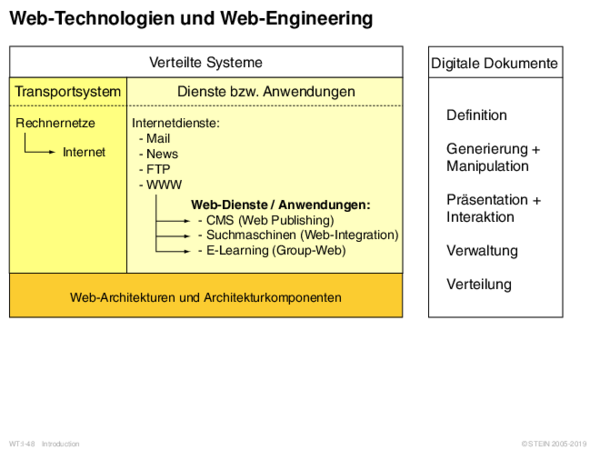 Web-Technologien und Web-Engineering
Verteilte Systeme
Transportsystem
Dienste bzw. Anwendungen
Rechnernetze
Internet
Internetdienste:
- Mail
- News
- FTP
- WWW
Web-Dienste / Anwendungen:
- CMS (Web Publishing)
- Suchmaschinen (Web-Integration)
- E-Learning (Group-Web)
Web-Architekturen und Architekturkomponenten
Digitale Dokumente
Definition
Generierung +
Manipulation
Präsentation +
Interaktion
Verwaltung
Verteilung
WT:I-48 Introduction
© STEIN 2005-2019